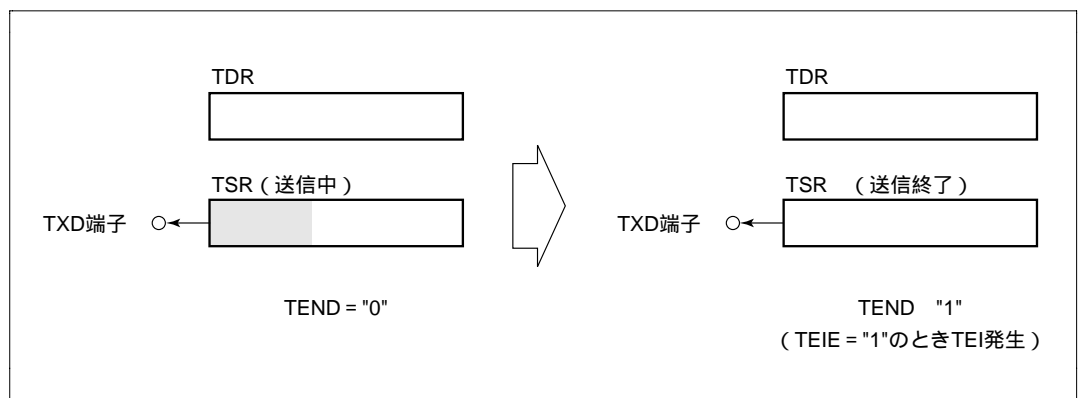 TDR
TSR（送信中）
TXD端子
TEND = "0"
TDR
TSR　（送信終了）
TXD端子
TEND　"1"
（TEIE = "1"のときTEI発生）